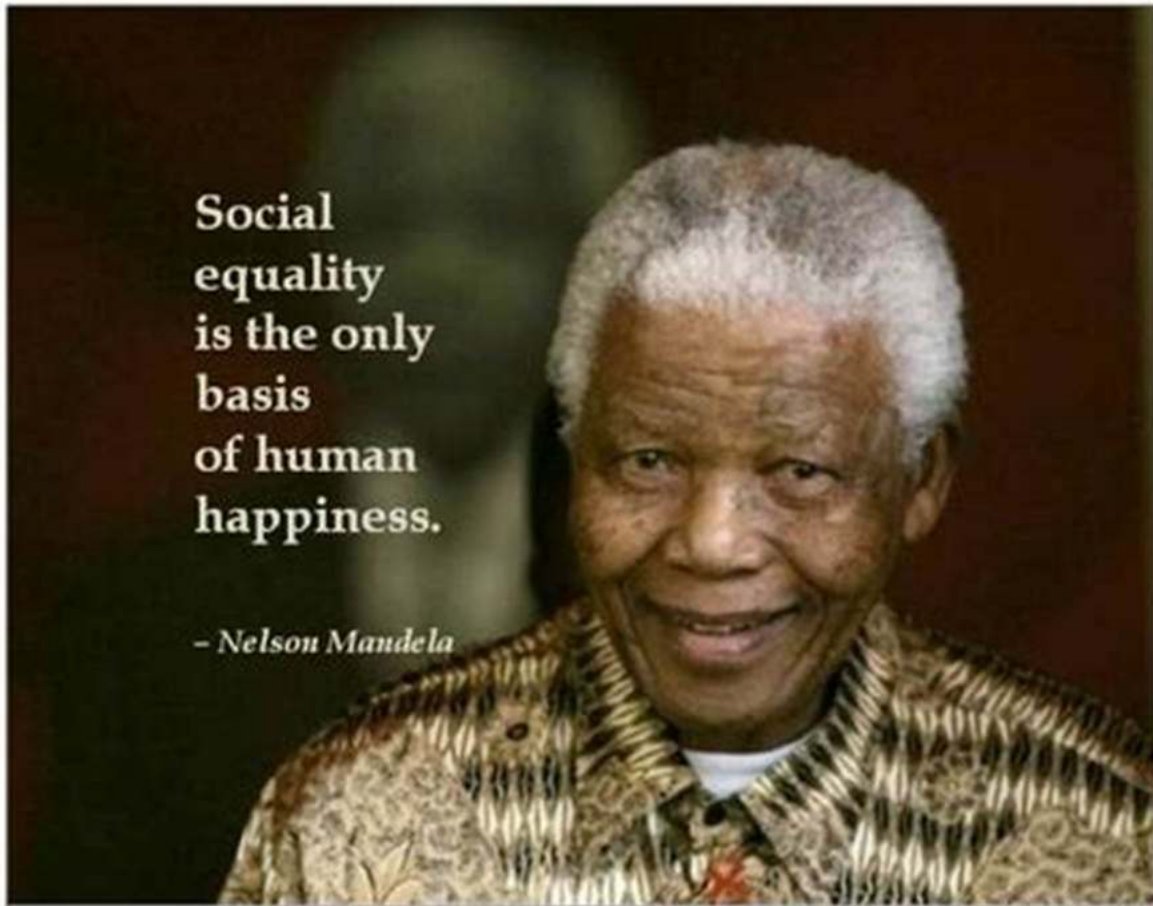 Social
equality
is the only
basis
of human
happiness.
– Nelson Mandela